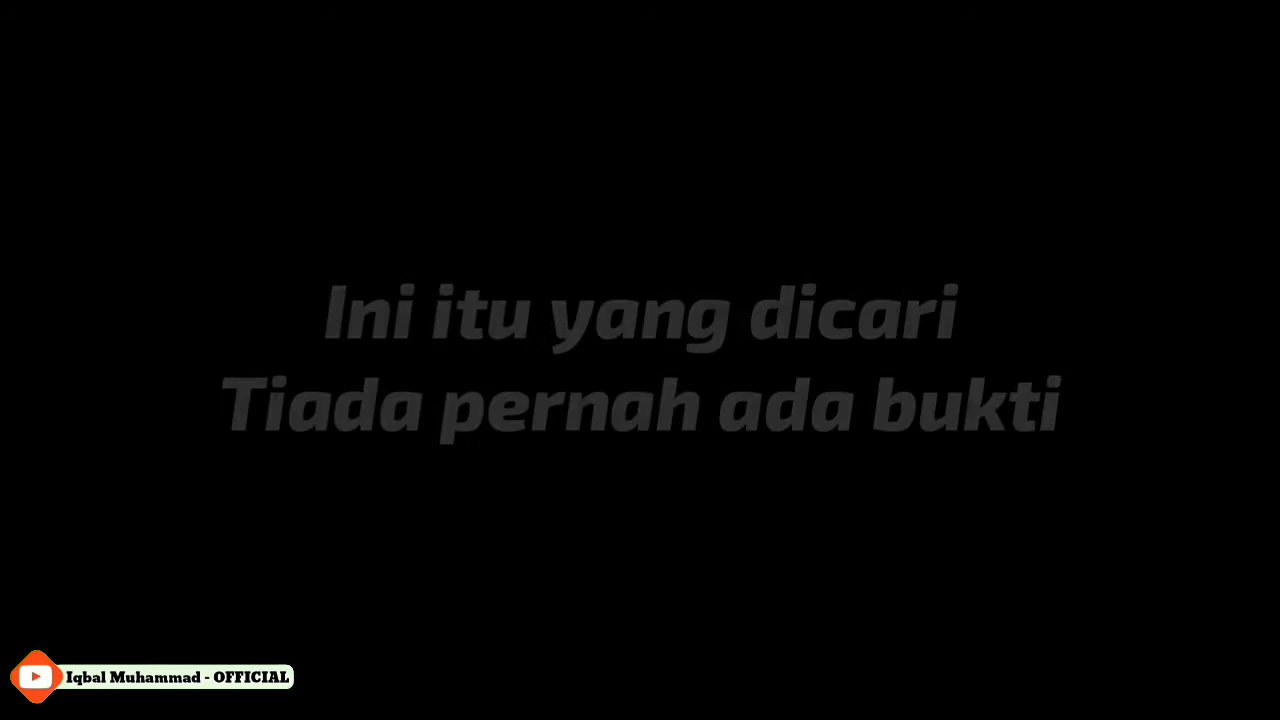 Ini itu yang dicari
Tiada pernah ada bukti
Iqbal Muhammad - OFFICIAL